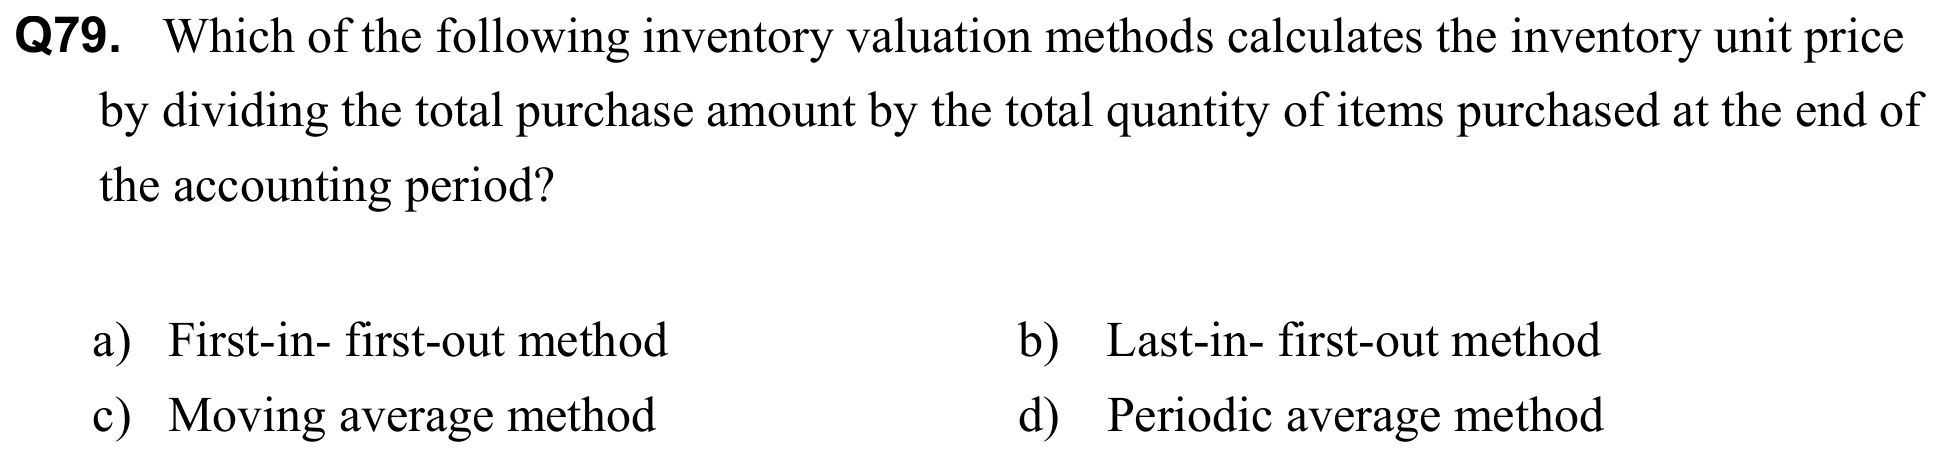 Q79. Which of the following inventory valuation methods calculates the inventory unit price
by dividing the total purchase amount by the total quantity of items purchased at the end of
the accounting period?
a) First-in- first-out method b) Last-in- first-out method
c) Moving average method d) Periodic average method